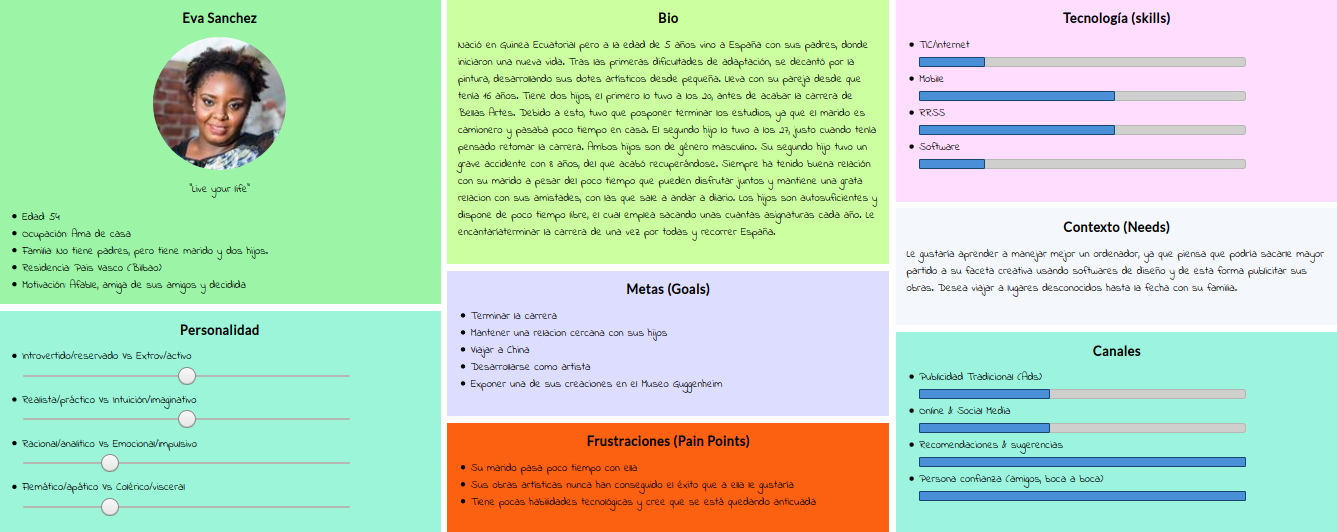 Eva Sanchez
"Live your life"
Edad: 54
Ocupación: Ama de casa
Familia: No tiene padres, pero tiene marido y dos hijos.
Residencia: País Vasco (Bilbao)
Motivación: Afable, amiga de sus amigos y decidida
Personalidad
Introvertido/reservado Vs Extrov/activo
Realista/práctico Vs Intuición/imaginativo
Racional/analítico Vs Emocional/impulsivo
Flemático/apático Vs Colérico/visceral
Bio
Nació en Guinea Ecuatorial pero a la edad de 5 años vino a España con sus padres, donde
iniciaron una nueva vida. Tras las primeras dificultades de adaptación, se decantó por la
pintura, desarrollando sus dotes artísticos desde pequeña. Lleva con su pareja desde que
tenía 16 años. Tiene dos hijos, el primero lo tuvo a los 20, antes de acabar la carrera de
Bellas Artes. Debido a esto, tuvo que posponer terminar los estudios, ya que el marido es
camionero y pasaba poco tiempo en casa. El segundo hijo lo tuvo a los 27, justo cuando tenía
pensado retomar la carrera. Ambos hijos son de género masculino. Su segundo hijo tuvo un
grave accidente con 8 años, del que acabó recuperándose. Siempre ha tenido buena relación
con su marido a pesar del poco tiempo que pueden disfrutar juntos y mantiene una grata
relacion con sus amistades, con las que sale a andar a diario. Los hijos son autosuficientes y
dispone de poco tiempo libre, el cual emplea sacando unas cuantas asignaturas cada año. Le
encantaríaterminar la carrera de una vez por todas y recorrer España.
Metas (Goals)
Terminar la carrera
Mantener una relacion cercana con sus hijos
Viajar a China
Desarrollarse como artista
Exponer una de sus creaciones en el Museo Guggenheim
Frustraciones (Pain Points)
Su marido pasa poco tiempo con ella
Sus obras artísticas nunca han conseguido el éxito que a ella le gustaría
Tiene pocas habilidades tecnológicas y cree que se está quedando anticuada
Tecnología (skills)
TIC/Internet
Mobile
RRSS
Software
Contexto (Needs)
Le gustaría aprender a manejar mejor un ordenador, ya que piensa que podría sacarle mayor
partido a su faceta creativa usando softwares de diseño y de esta forma publicitar sus
obras. Desea viajar a lugares desconocidos hasta la fecha con su familia.
Canales
Publicidad Tradicional (Ads)
Online & Social Media
Recomendaciones & sugerencias
Persona confianza (amigos, boca a boca)